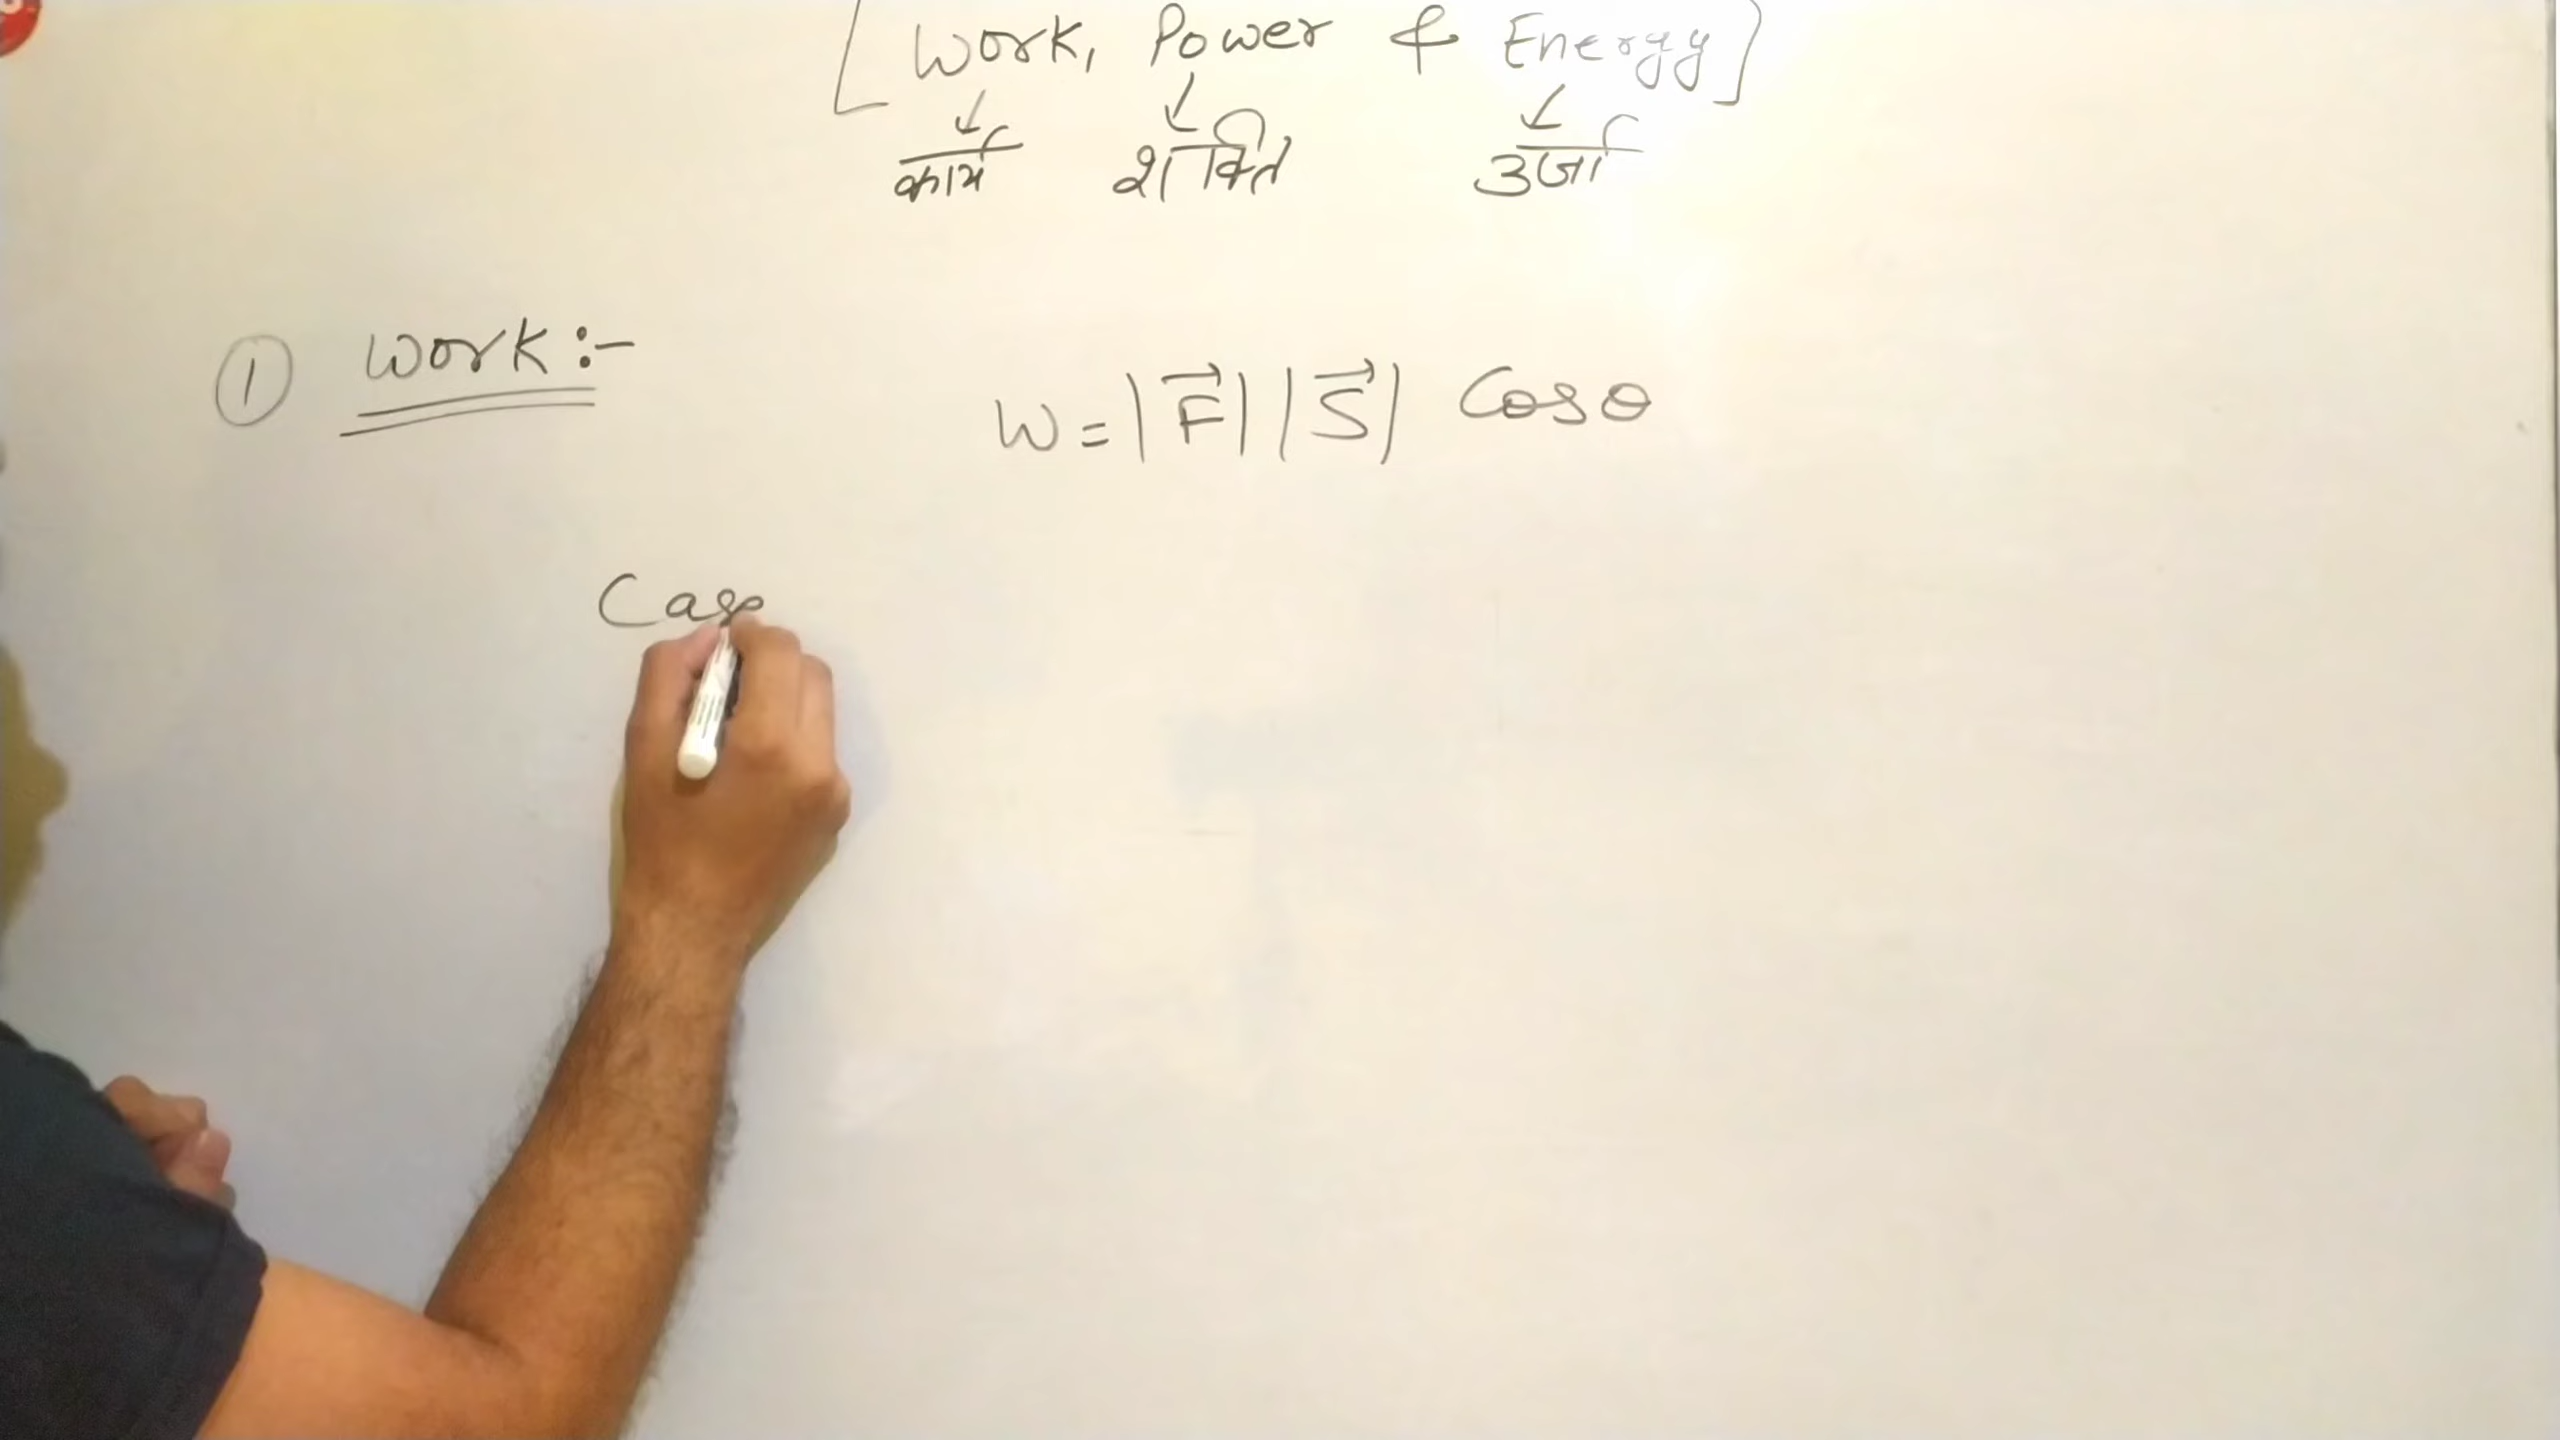 [Work, Power & Energy]
↓ ↓ ↓
कार्य शक्ति उर्जा
① Work :-
W = |F⃗| |S⃗| Cosθ
Case